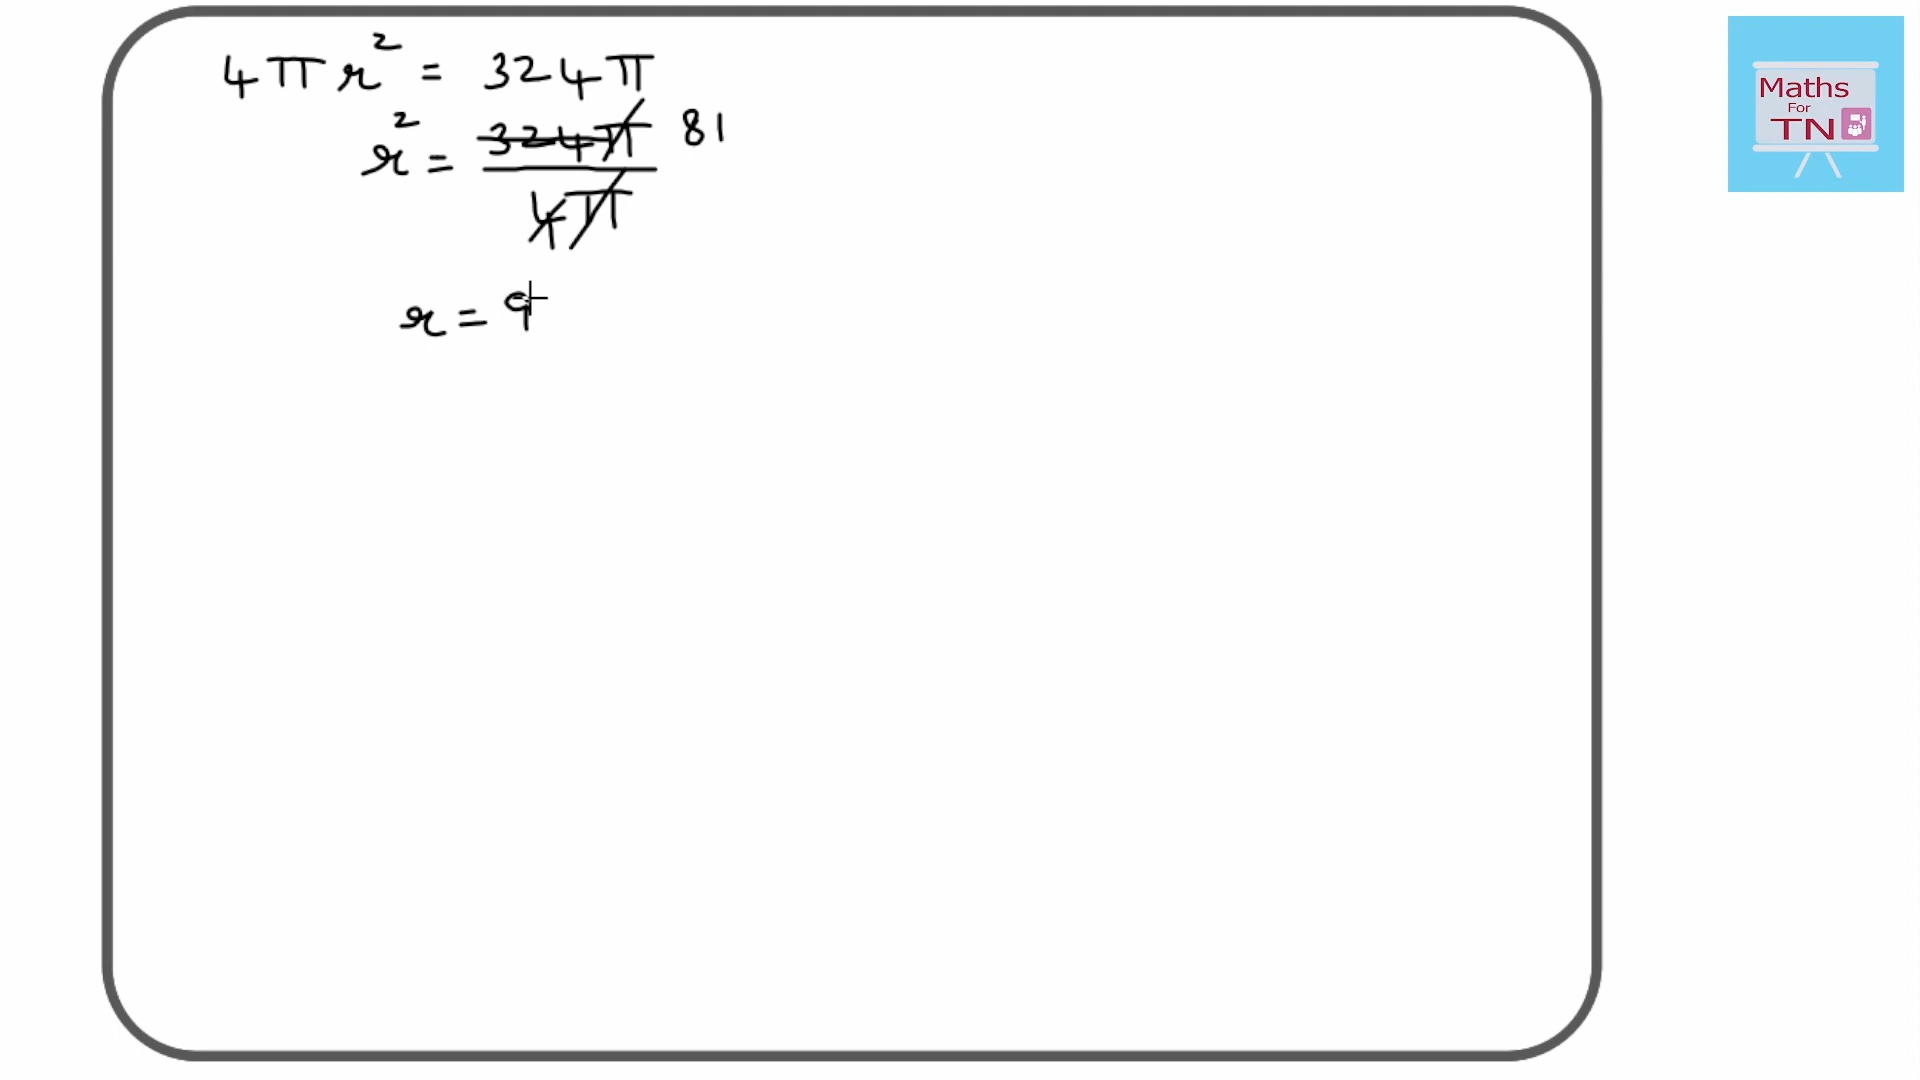 4πr² = 324π
r² = 324π/4π 81
r = 9
Maths
For
TN